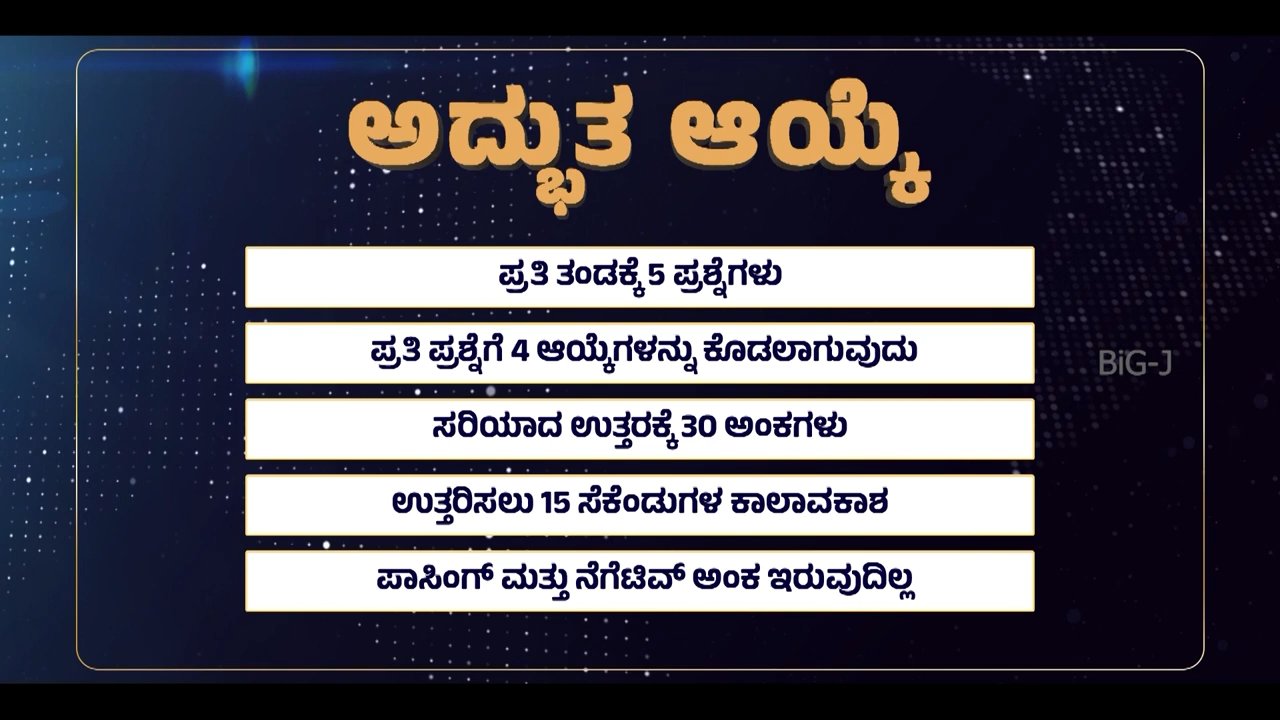 ಅದ್ಭುತ ಆಯ್ಕೆ
ಪ್ರತಿ ತಂಡಕ್ಕೆ 5 ಪ್ರಶ್ನೆಗಳು
ಪ್ರತಿ ಪ್ರಶ್ನೆಗೆ 4 ಆಯ್ಕೆಗಳನ್ನು ಕೊಡಲಾಗುವುದು
BiG-J
ಸರಿಯಾದ ಉತ್ತರಕ್ಕೆ 30 ಅಂಕಗಳು
ಉತ್ತರಿಸಲು 15 ಸೆಕೆಂಡುಗಳ ಕಾಲಾವಕಾಶ
ಪಾಸಿಂಗ್ ಮತ್ತು ನೆಗೆಟಿವ್ ಅಂಕ ಇರುವುದಿಲ್ಲ